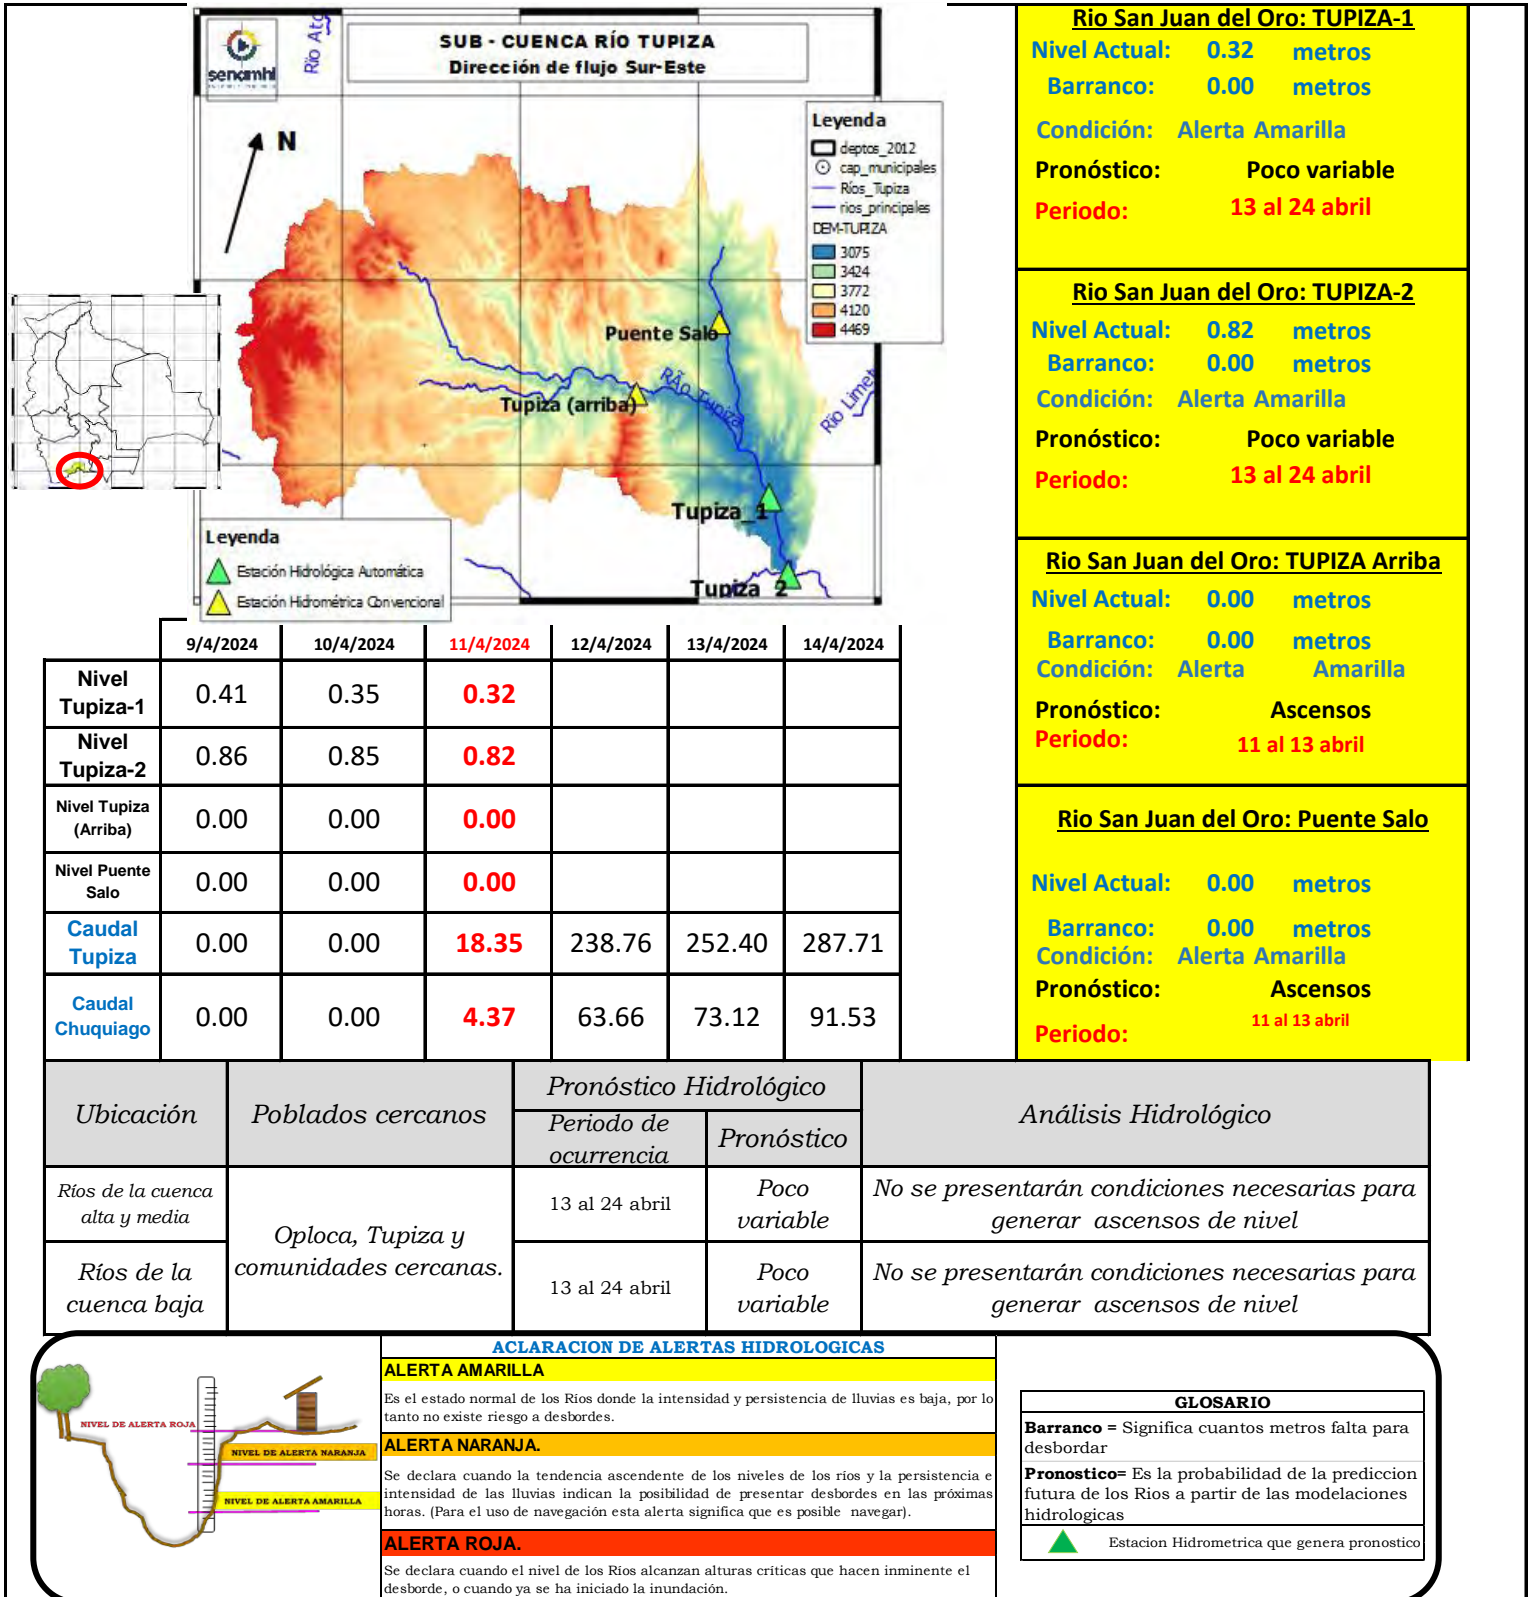 senamhi
Río Ato
SUB - CUENCA RÍO TUPIZA
Dirección de flujo Sur-Este
N
Leyenda
deptos_2012
cap_municipales
Ríos_Tupiza
rios_principales
DEM-TUPIZA
3075
3424
3772
4120
4469
Puente Salo
RÃ­o Tupiza
Tupiza (arriba)
Rio Limet
Tupiza_1
Tupiza_2
Leyenda
Estación Hidrológica Automática
Estación Hidrométrica Convencional
Rio San Juan del Oro: TUPIZA-1
Nivel Actual: 0.32 metros
Barranco: 0.00 metros
Condición: Alerta Amarilla
Pronóstico: Poco variable
Periodo: 13 al 24 abril
Rio San Juan del Oro: TUPIZA-2
Nivel Actual: 0.82 metros
Barranco: 0.00 metros
Condición: Alerta Amarilla
Pronóstico: Poco variable
Periodo: 13 al 24 abril
Rio San Juan del Oro: TUPIZA Arriba
Nivel Actual: 0.00 metros
Barranco: 0.00 metros
Condición: Alerta Amarilla
Pronóstico: Ascensos
Periodo: 11 al 13 abril
Rio San Juan del Oro: Puente Salo
Nivel Actual: 0.00 metros
Barranco: 0.00 metros
Condición: Alerta Amarilla
Pronóstico: Ascensos
Periodo: 11 al 13 abril
9/4/2024 10/4/2024 11/4/2024 12/4/2024 13/4/2024 14/4/2024
Nivel
Tupiza-1 0.41 0.35 0.32
Nivel
Tupiza-2 0.86 0.85 0.82
Nivel Tupiza
(Arriba) 0.00 0.00 0.00
Nivel Puente
Salo 0.00 0.00 0.00
Caudal
Tupiza 0.00 0.00 18.35 238.76 252.40 287.71
Caudal
Chuquiago 0.00 0.00 4.37 63.66 73.12 91.53
Ubicación
Poblados cercanos
Pronóstico Hidrológico
Periodo de
ocurrencia
Pronóstico
Análisis Hidrológico
Ríos de la cuenca
alta y media
Oploca, Tupiza y
comunidades cercanas.
13 al 24 abril
Poco
variable
No se presentarán condiciones necesarias para
generar ascensos de nivel
Ríos de la
cuenca baja
13 al 24 abril
Poco
variable
No se presentarán condiciones necesarias para
generar ascensos de nivel
NIVEL DE ALERTA ROJA
NIVEL DE ALERTA NARANJA
NIVEL DE ALERTA AMARILLA
ACLARACION DE ALERTAS HIDROLOGICAS
ALERTA AMARILLA
Es el estado normal de los Ríos donde la intensidad y persistencia de lluvias es baja, por lo
tanto no existe riesgo a desbordes.
ALERTA NARANJA.
Se declara cuando la tendencia ascendente de los niveles de los ríos y la persistencia e
intensidad de las lluvias indican la posibilidad de presentar desbordes en las próximas
horas. (Para el uso de navegación esta alerta significa que es posible navegar).
ALERTA ROJA.
Se declara cuando el nivel de los Ríos alcanzan alturas críticas que hacen inminente el
desborde, o cuando ya se ha iniciado la inundación.
GLOSARIO
Barranco = Significa cuantos metros falta para
desbordar
Pronostico= Es la probabilidad de la prediccion
futura de los Rios a partir de las modelaciones
hidrologicas
Estacion Hidrometrica que genera pronostico